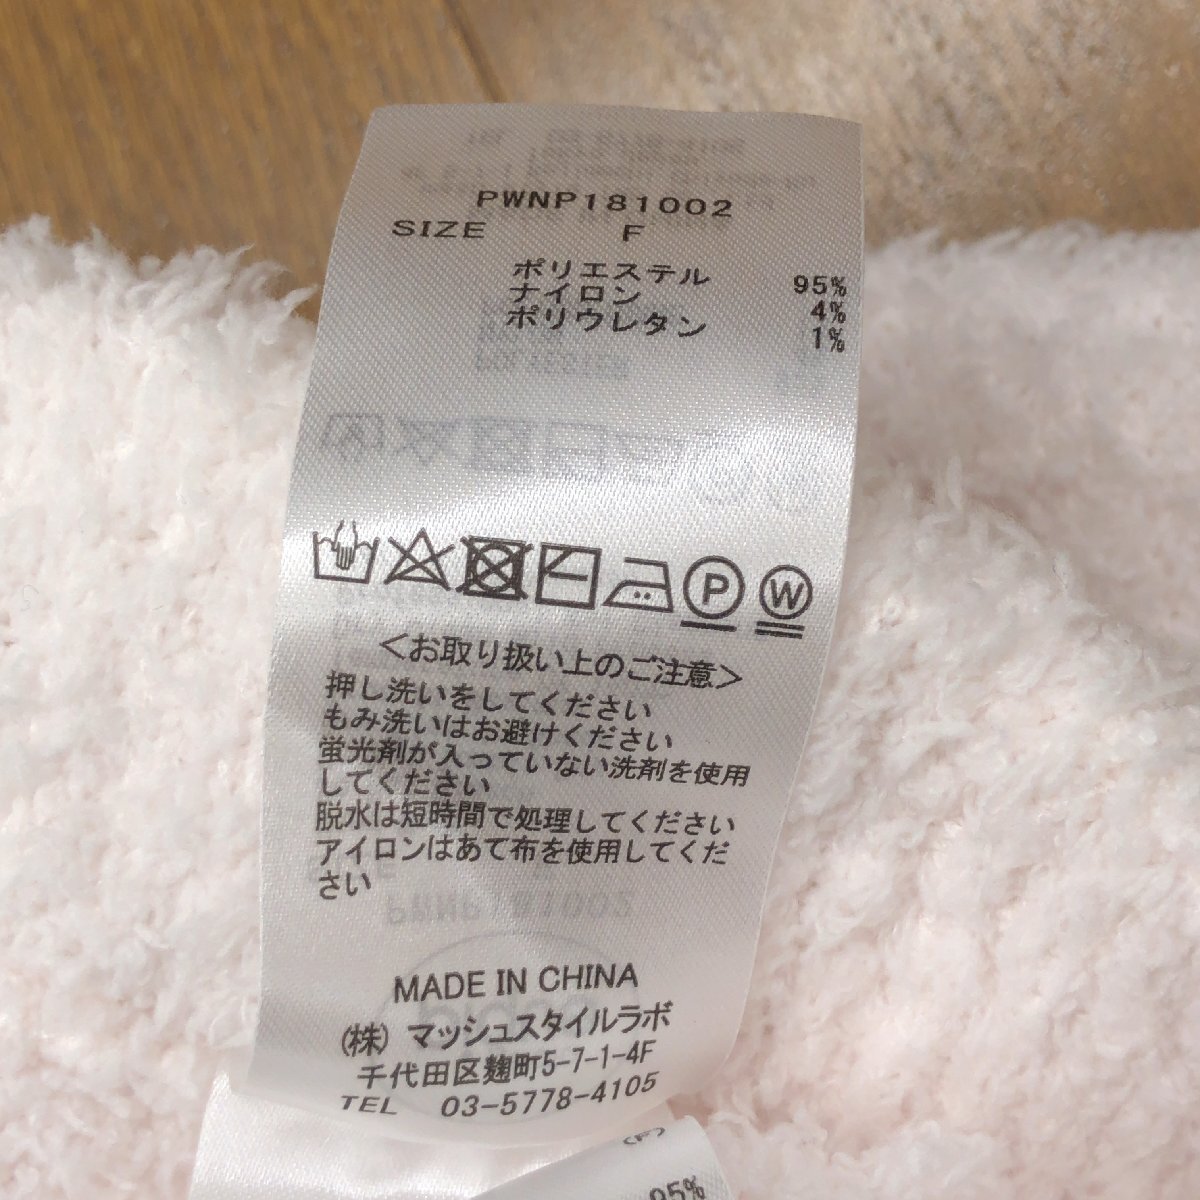 PWNP181002
SIZE F
ポリエステル 95%
ナイロン 4%
ポリウレタン 1%
P W
<お取り扱い上のご注意>
押し洗いをしてください
もみ洗いはお避けください
蛍光剤が入っていない洗剤を使用
してください
脱水は短時間で処理してください
アイロンはあて布を使用してくだ
さい
MADE IN CHINA
(株) マッシュスタイルラボ
千代田区麹町5-7-1-4F
TEL 03-5778-4105
(F)
95%